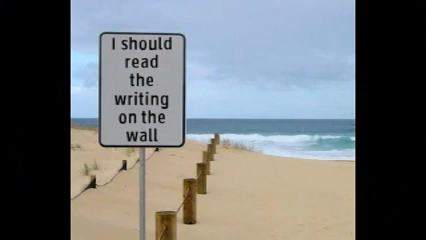 I should
read
the
writing
on the
wall